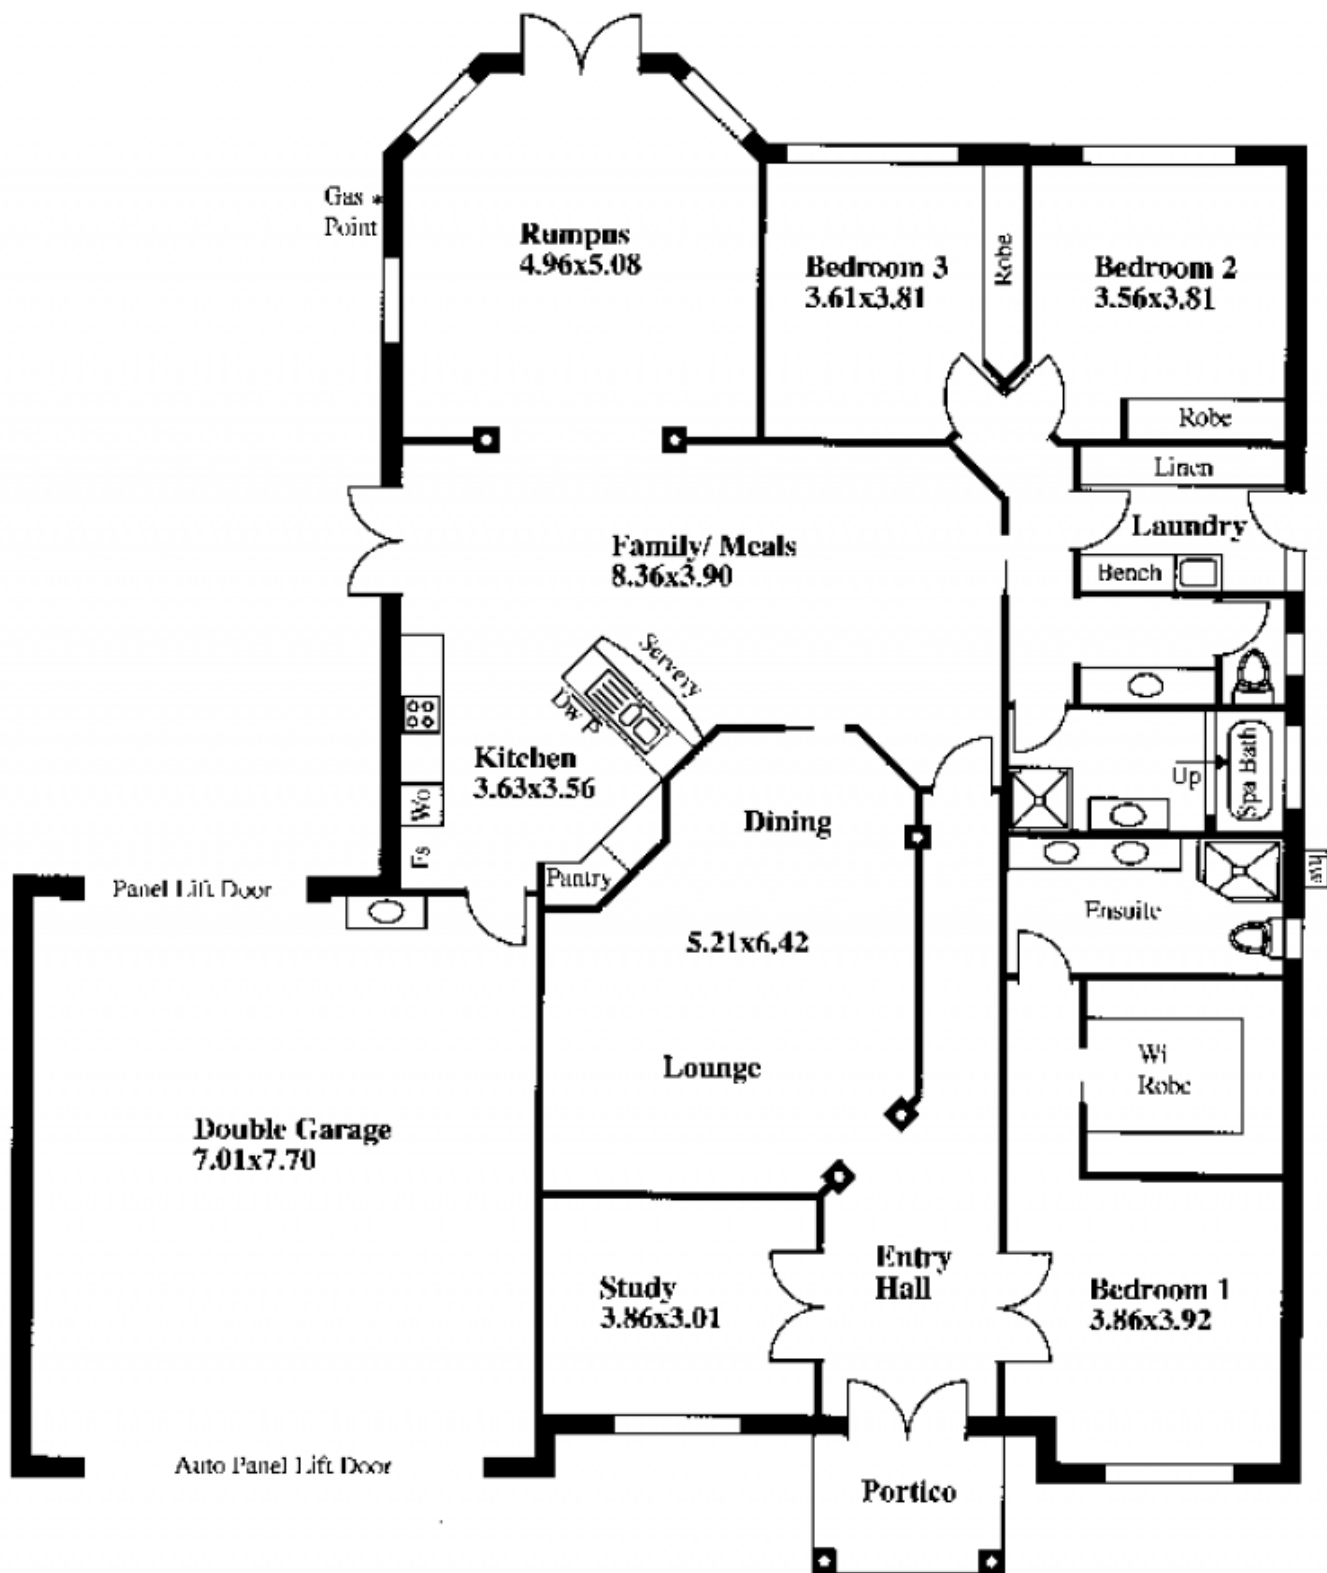 Gas
Point
Rumpus
4.96x5.08
Bedroom 3
3.61x3.81
Robe
Bedroom 2
3.56x3.81
Robe
Linen
Laundry
Bench
Family/ Meals
8.36x3.90
Servery
Dw P
Kitchen
3.63x3.56
Wo
Fs
Pantry
Dining
5.21x6.42
Lounge
Up
Spa Bath
Ensuite
hws
Wi
Robe
Panel Lift Door
Double Garage
7.01x7.70
Auto Panel Lift Door
Study
3.86x3.01
Entry
Hall
Bedroom 1
3.86x3.92
Portico